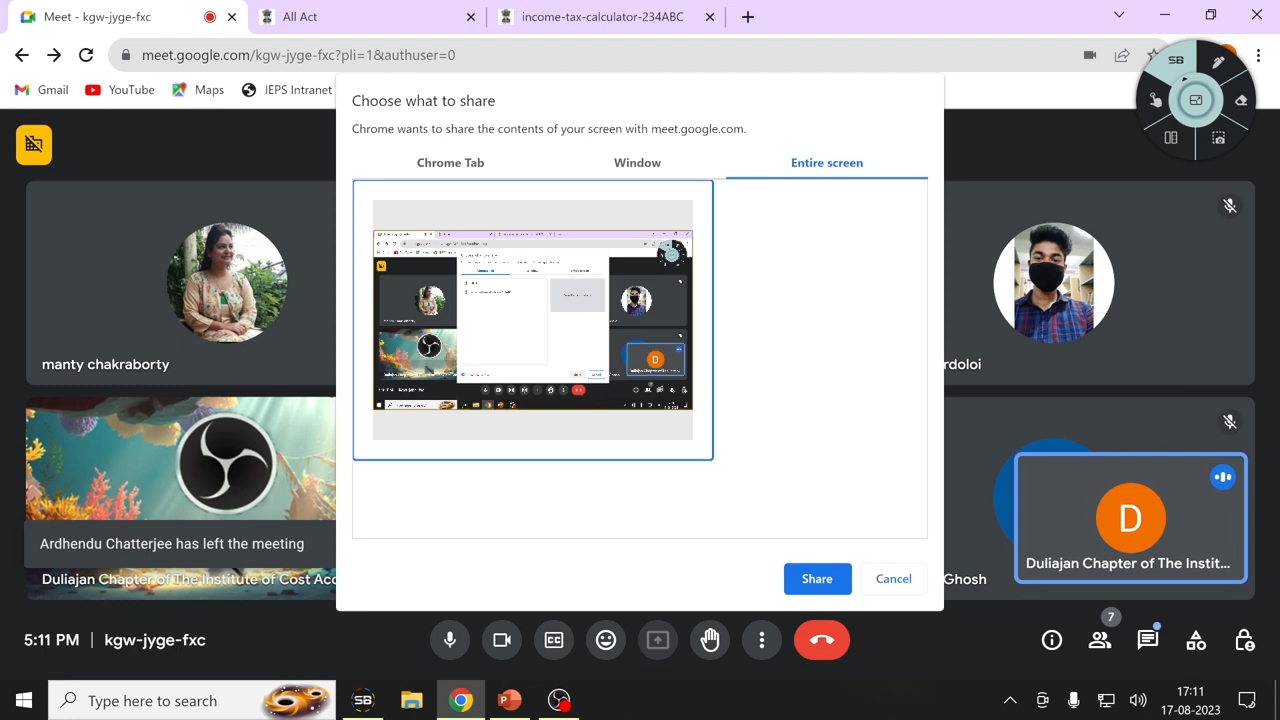 Meet - kgw-jyge-fxc
All Act
income-tax-calculator-234ABC
meet.google.com/kgw-jyge-fxc?pli=1&authuser=0
Gmail
YouTube
Maps
IEPS Intranet
SB
Choose what to share
Chrome wants to share the contents of your screen with meet.google.com.
Chrome Tab
Window
Entire screen
manty chakraborty
rdoloi
Ardhendu Chatterjee has left the meeting
Duliajan Chapter of The Institute of Cost Acc
Ghosh
D
Duliajan Chapter of The Instit...
Share
Cancel
5:11 PM | kgw-jyge-fxc
7
Type here to search
SB
17:11
17-08-2023